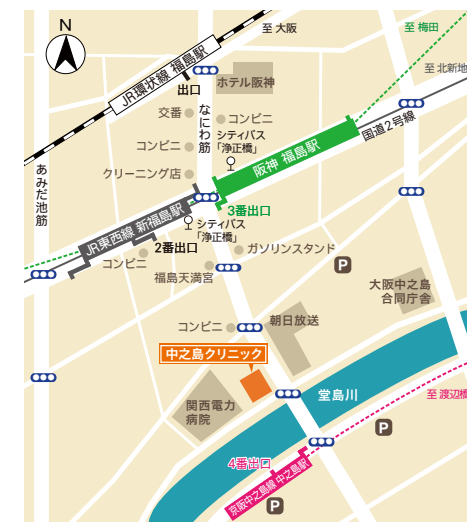 N
至 大阪
至 梅田
至 北新地
JR環状線 福島駅
出口
ホテル阪神
交番
なにわ筋
コンビニ
シティバス
「浄正橋」
コンビニ
国道2号線
阪神 福島駅
クリーニング店
あみだ池筋
3番出口
JR東西線 新福島駅
シティバス
「浄正橋」
2番出口
コンビニ
ガソリンスタンド
福島天満宮
P
大阪中之島
合同庁舎
コンビニ
朝日放送
中之島クリニック
関西電力
病院
堂島川
至 渡辺橋
P
4番出口
京阪中之島線 中之島駅
P